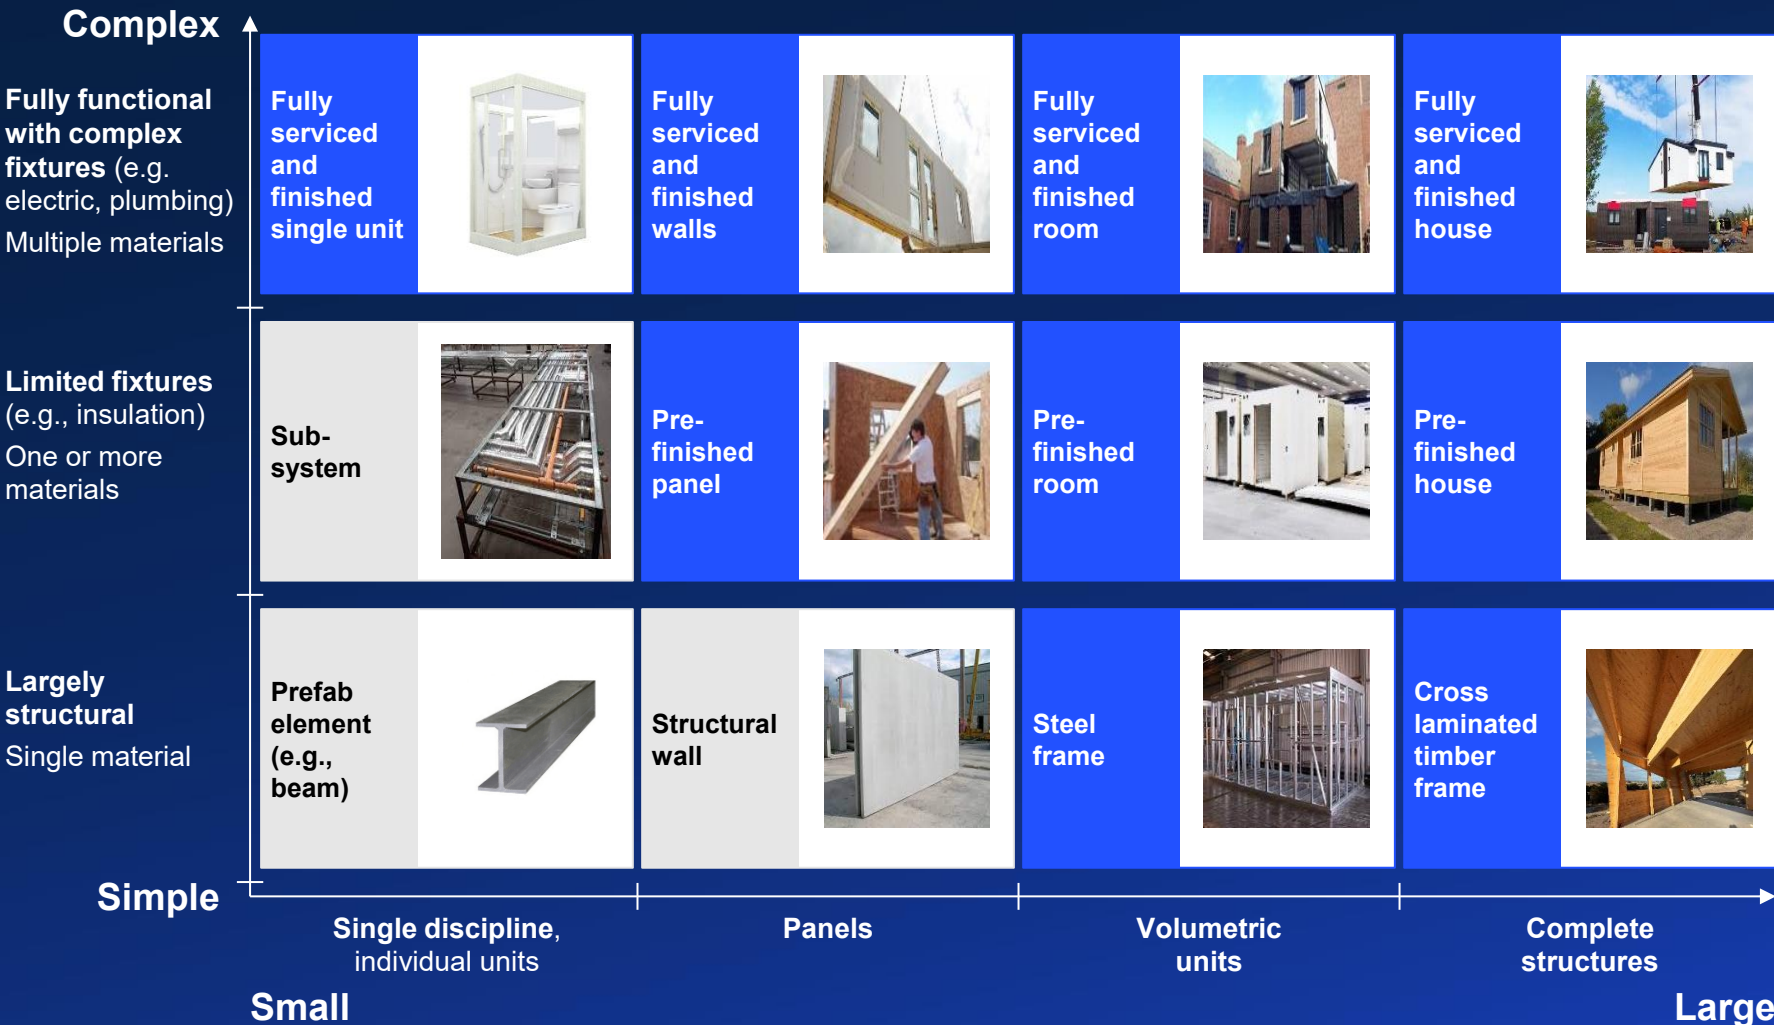 Complex
Fully functional
with complex
fixtures (e.g.
electric, plumbing)
Multiple materials
Fully
serviced
and
finished
single unit
Fully
serviced
and
finished
walls
Fully
serviced
and
finished
room
Fully
serviced
and
finished
house
Limited fixtures
(e.g., insulation)
One or more
materials
Sub-
system
Pre-
finished
panel
Pre-
finished
room
Pre-
finished
house
Largely
structural
Single material
Prefab
element
(e.g.,
beam)
Structural
wall
Steel
frame
Cross
laminated
timber
frame
Simple
Single discipline,
individual units
Panels
Volumetric
units
Complete
structures
Small
Large